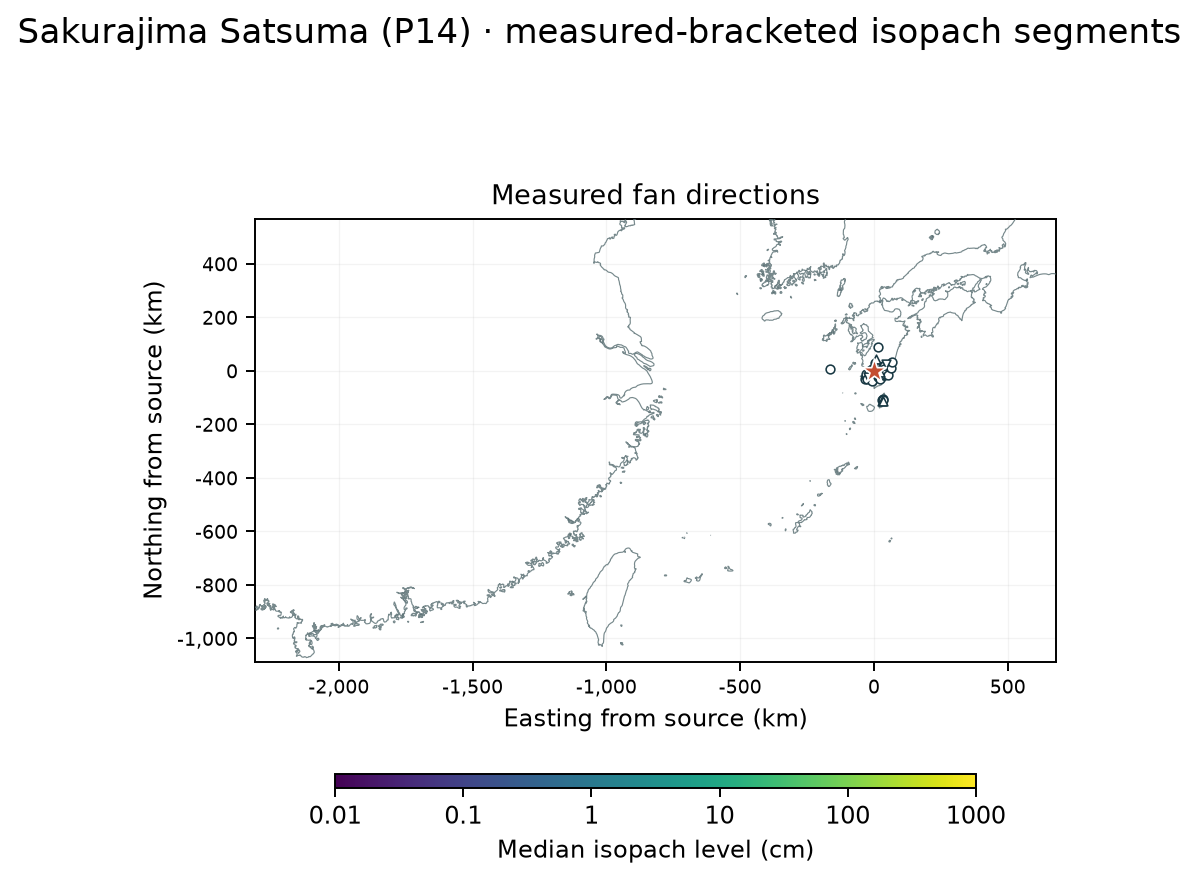 Sakurajima Satsuma (P14) · measured-bracketed isopach segments
Measured fan directions
Northing from source (km)
400
200
0
-200
-400
-600
-800
-1,000
-2,000 -1,500 -1,000 -500 0 500
Easting from source (km)
0.01 0.1 1 10 100 1000
Median isopach level (cm)